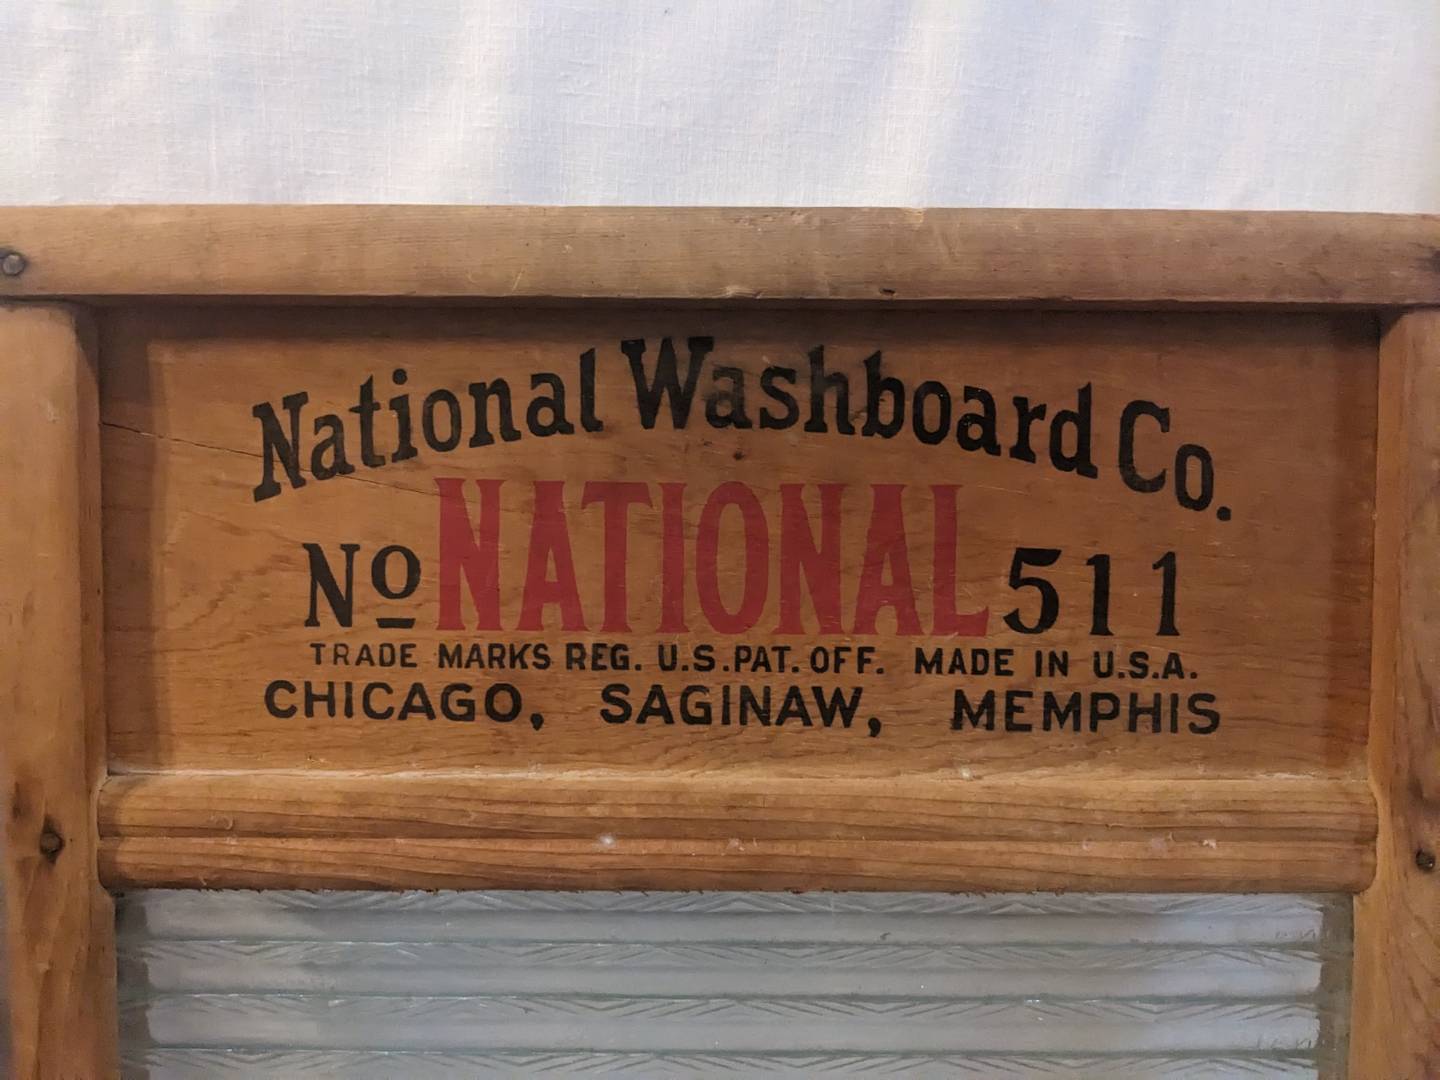 National Washboard Co.
No NATIONAL 511
TRADE MARKS REG. U.S. PAT. OFF. MADE IN U.S.A.
CHICAGO, SAGINAW, MEMPHIS